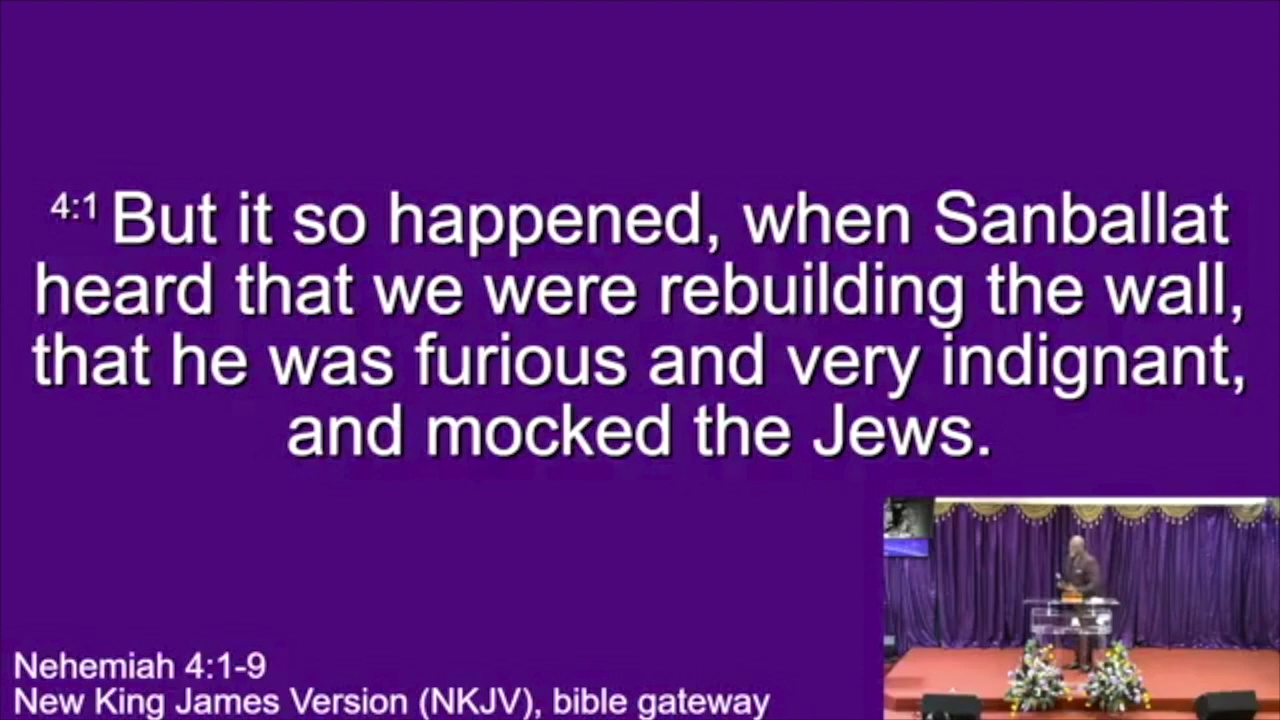 4:1 But it so happened, when Sanballat
heard that we were rebuilding the wall,
that he was furious and very indignant,
and mocked the Jews.
Nehemiah 4:1-9
New King James Version (NKJV), bible gateway